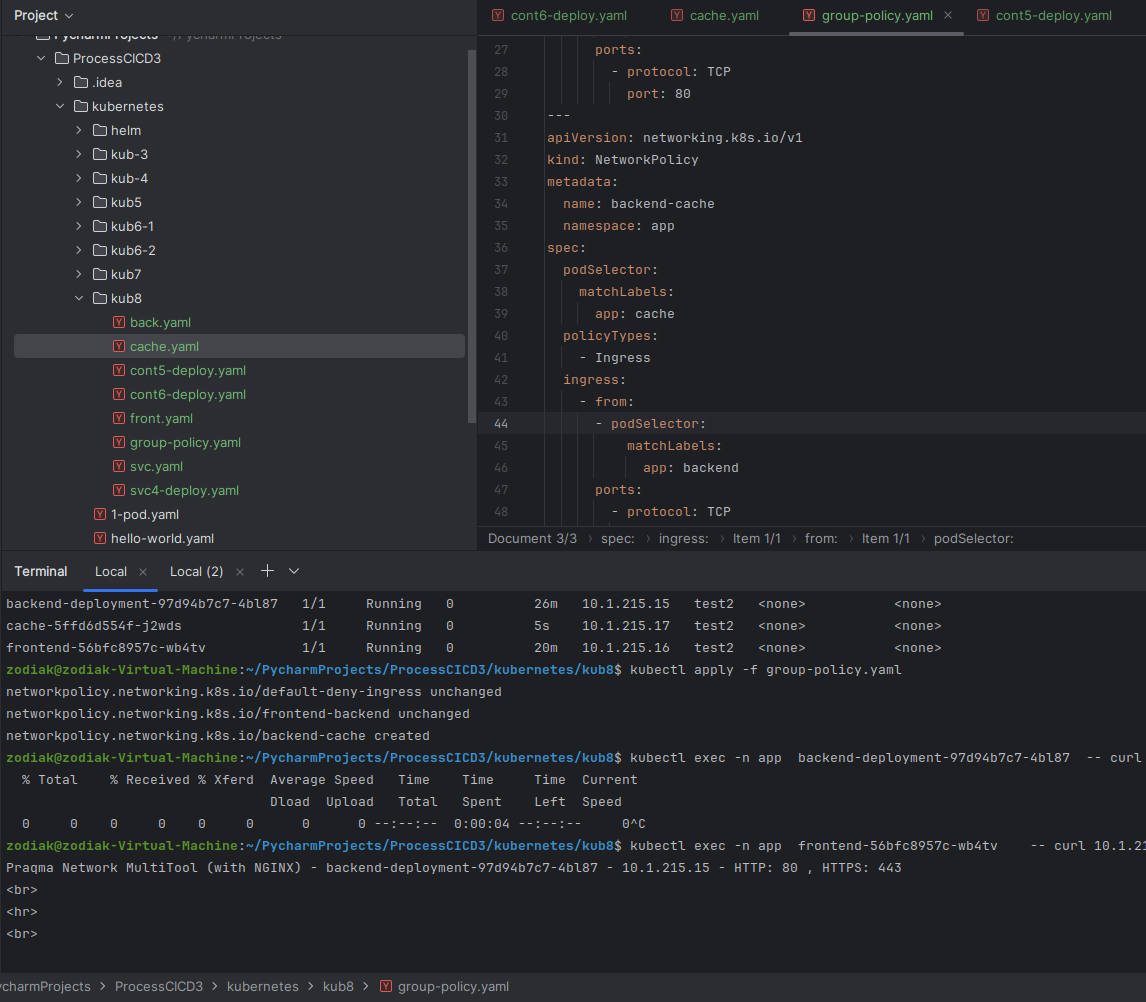 Project
cont6-deploy.yaml
cache.yaml
group-policy.yaml
cont5-deploy.yaml
PycharmProjects ~/PycharmProjects
ProcessCICD3
.idea
kubernetes
helm
kub-3
kub-4
kub5
kub6-1
kub6-2
kub7
kub8
back.yaml
cache.yaml
cont5-deploy.yaml
cont6-deploy.yaml
front.yaml
group-policy.yaml
svc.yaml
svc4-deploy.yaml
1-pod.yaml
hello-world.yaml
27 ports:
28 - protocol: TCP
29 port: 80
30 ---
31 apiVersion: networking.k8s.io/v1
32 kind: NetworkPolicy
33 metadata:
34 name: backend-cache
35 namespace: app
36 spec:
37 podSelector:
38 matchLabels:
39 app: cache
40 policyTypes:
41 - Ingress
42 ingress:
43 - from:
44 - podSelector:
45 matchLabels:
46 app: backend
47 ports:
48 - protocol: TCP
Document 3/3 › spec: › ingress: › Item 1/1 › from: › Item 1/1 › podSelector:
Terminal Local × Local (2) × +
backend-deployment-97d94b7c7-4bl87 1/1 Running 0 26m 10.1.215.15 test2 <none> <none>
cache-5ffd6d554f-j2wds 1/1 Running 0 5s 10.1.215.17 test2 <none> <none>
frontend-56bfc8957c-wb4tv 1/1 Running 0 20m 10.1.215.16 test2 <none> <none>
zodiak@zodiak-Virtual-Machine:~/PycharmProjects/ProcessCICD3/kubernetes/kub8$ kubectl apply -f group-policy.yaml
networkpolicy.networking.k8s.io/default-deny-ingress unchanged
networkpolicy.networking.k8s.io/frontend-backend unchanged
networkpolicy.networking.k8s.io/backend-cache created
zodiak@zodiak-Virtual-Machine:~/PycharmProjects/ProcessCICD3/kubernetes/kub8$ kubectl exec -n app backend-deployment-97d94b7c7-4bl87 -- curl
% Total % Received % Xferd Average Speed Time Time Time Current
Dload Upload Total Spent Left Speed
0 0 0 0 0 0 0 0 --:--:-- 0:00:04 --:--:-- 0^C
zodiak@zodiak-Virtual-Machine:~/PycharmProjects/ProcessCICD3/kubernetes/kub8$ kubectl exec -n app frontend-56bfc8957c-wb4tv -- curl 10.1.21
Praqma Network MultiTool (with NGINX) - backend-deployment-97d94b7c7-4bl87 - 10.1.215.15 - HTTP: 80 , HTTPS: 443
<br>
<hr>
<br>
ycharmProjects › ProcessCICD3 › kubernetes › kub8 › group-policy.yaml